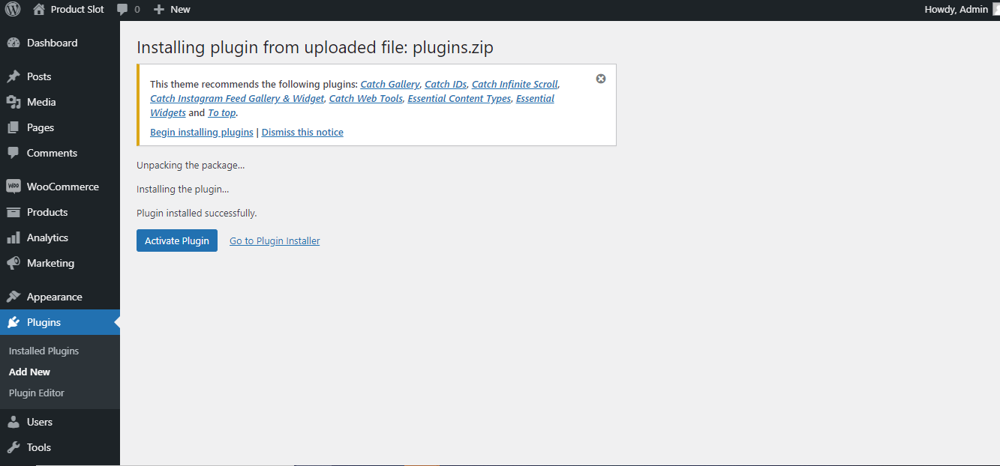 Product Slot 0 New Howdy, Admin
Dashboard
Posts
Media
Pages
Comments
WOO WooCommerce
Products
Analytics
Marketing
Appearance
Plugins
Installed Plugins
Add New
Plugin Editor
Users
Tools
Installing plugin from uploaded file: plugins.zip
This theme recommends the following plugins: Catch Gallery, Catch IDs, Catch Infinite Scroll,
Catch Instagram Feed Gallery & Widget, Catch Web Tools, Essential Content Types, Essential
Widgets and To top.
Begin installing plugins | Dismiss this notice
Unpacking the package…
Installing the plugin…
Plugin installed successfully.
Activate Plugin Go to Plugin Installer